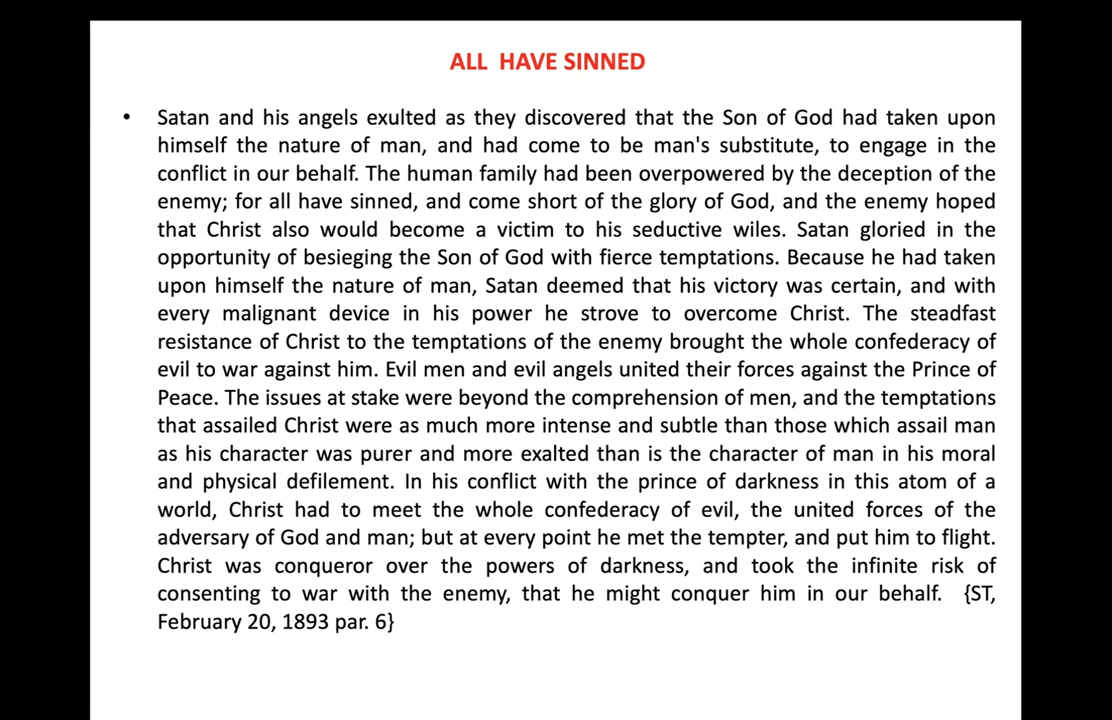 ALL HAVE SINNED
• Satan and his angels exulted as they discovered that the Son of God had taken upon
himself the nature of man, and had come to be man's substitute, to engage in the
conflict in our behalf. The human family had been overpowered by the deception of the
enemy; for all have sinned, and come short of the glory of God, and the enemy hoped
that Christ also would become a victim to his seductive wiles. Satan gloried in the
opportunity of besieging the Son of God with fierce temptations. Because he had taken
upon himself the nature of man, Satan deemed that his victory was certain, and with
every malignant device in his power he strove to overcome Christ. The steadfast
resistance of Christ to the temptations of the enemy brought the whole confederacy of
evil to war against him. Evil men and evil angels united their forces against the Prince of
Peace. The issues at stake were beyond the comprehension of men, and the temptations
that assailed Christ were as much more intense and subtle than those which assail man
as his character was purer and more exalted than is the character of man in his moral
and physical defilement. In his conflict with the prince of darkness in this atom of a
world, Christ had to meet the whole confederacy of evil, the united forces of the
adversary of God and man; but at every point he met the tempter, and put him to flight.
Christ was conqueror over the powers of darkness, and took the infinite risk of
consenting to war with the enemy, that he might conquer him in our behalf. {ST,
February 20, 1893 par. 6}